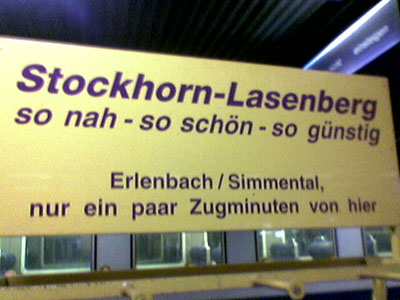 Stockhorn-Lasenberg
so nah - so schön - so günstig
Erlenbach / Simmental,
nur ein paar Zugminuten von hier